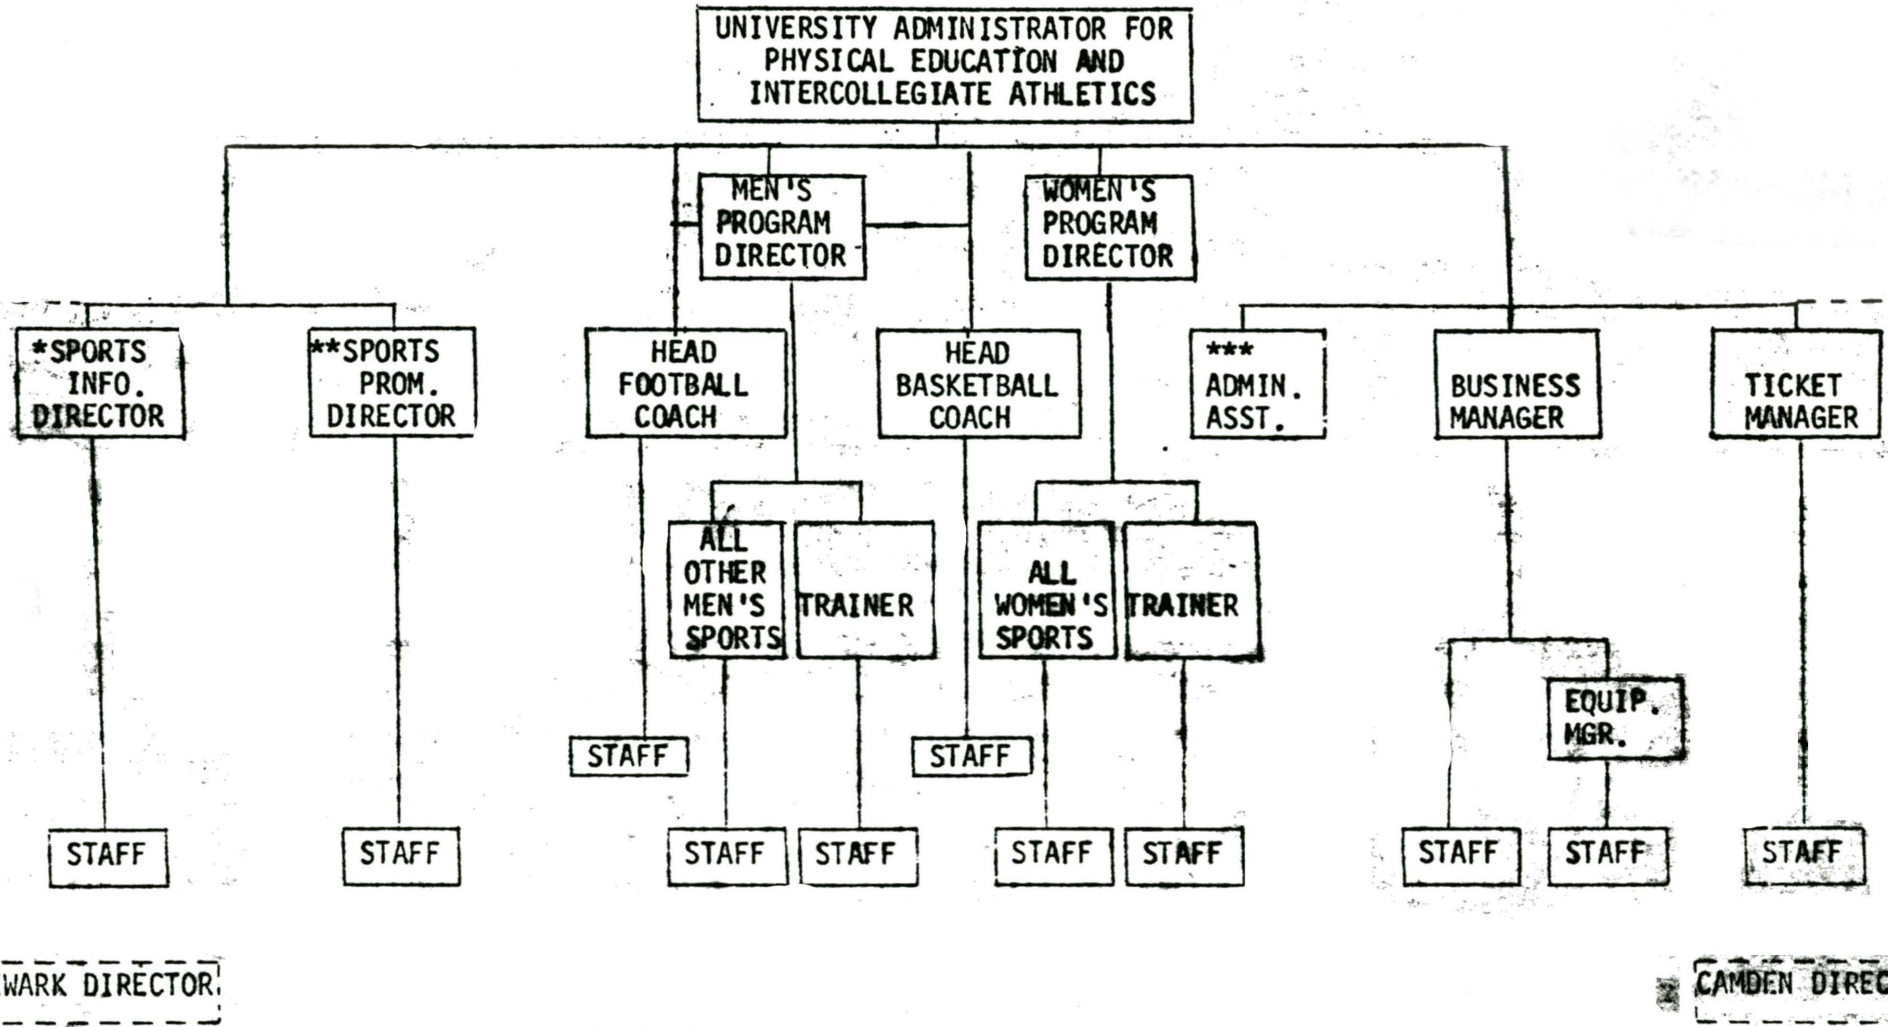 UNIVERSITY ADMINISTRATOR FOR
PHYSICAL EDUCATION AND
INTERCOLLEGIATE ATHLETICS
MEN'S
PROGRAM
DIRECTOR
WOMEN'S
PROGRAM
DIRECTOR
*SPORTS
INFO.
DIRECTOR
**SPORTS
PROM.
DIRECTOR
HEAD
FOOTBALL
COACH
HEAD
BASKETBALL
COACH
***
ADMIN.
ASST.
BUSINESS
MANAGER
TICKET
MANAGER
ALL
OTHER
MEN'S
SPORTS
TRAINER
ALL
WOMEN'S
SPORTS
TRAINER
EQUIP.
MGR.
STAFF
STAFF
STAFF
STAFF
STAFF
STAFF
STAFF
STAFF
STAFF
STAFF
STAFF
WARK DIRECTOR
CAMDEN DIREC